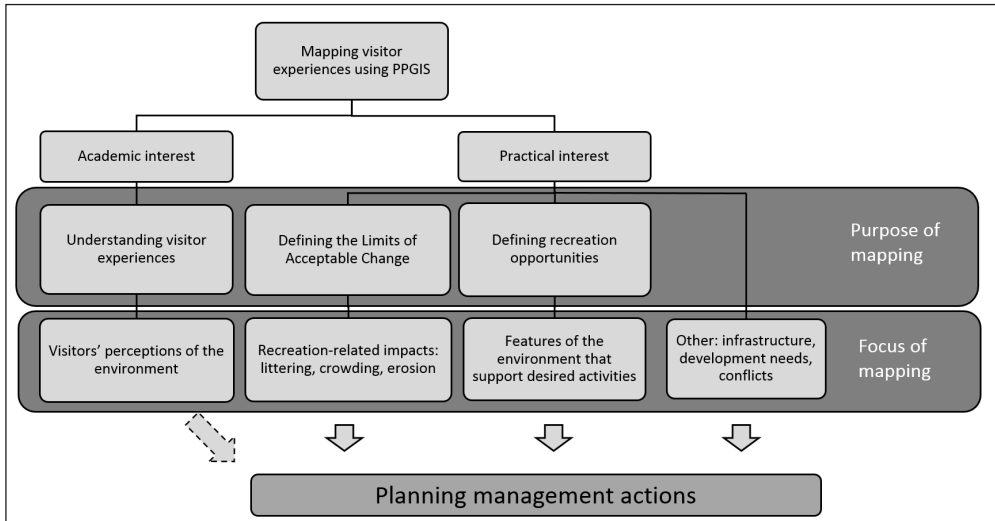 Mapping visitor
experiences using PPGIS
Academic interest
Practical interest
Understanding visitor
experiences
Defining the Limits of
Acceptable Change
Defining recreation
opportunities
Purpose of
mapping
Visitors’ perceptions of the
environment
Recreation-related impacts:
littering, crowding, erosion
Features of the
environment that
support desired activities
Other: infrastructure,
development needs,
conflicts
Focus of
mapping
Planning management actions